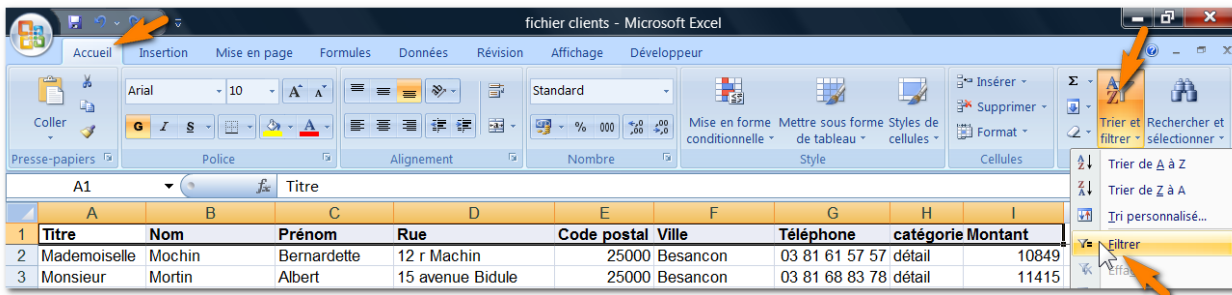 fichier clients - Microsoft Excel
Accueil Insertion Mise en page Formules Données Révision Affichage Développeur
Coller
Arial 10
G I S
Standard
% 000
Mise en forme conditionnelle
Mettre sous forme de tableau
Styles de cellules
Insérer
Supprimer
Format
Σ
Trier et filtrer
Rechercher et sélectionner
Presse-papiers Police Alignement Nombre Style Cellules
A1 fx Titre
Trier de A à Z
Trier de Z à A
Tri personnalisé...
Filtrer
A B C D E F G H I
1 Titre Nom Prénom Rue Code postal Ville Téléphone catégorie Montant
2 Mademoiselle Mochin Bernardette 12 r Machin 25000 Besancon 03 81 61 57 57 détail 10849
3 Monsieur Mortin Albert 15 avenue Bidule 25000 Besancon 03 81 68 83 78 détail 11415